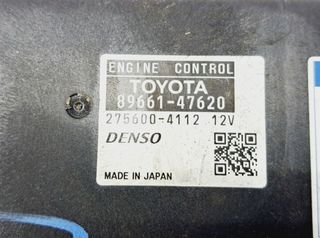 ENGINE CONTROL
TOYOTA
89661-47620
275600-4112 12V
DENSO
MADE IN JAPAN